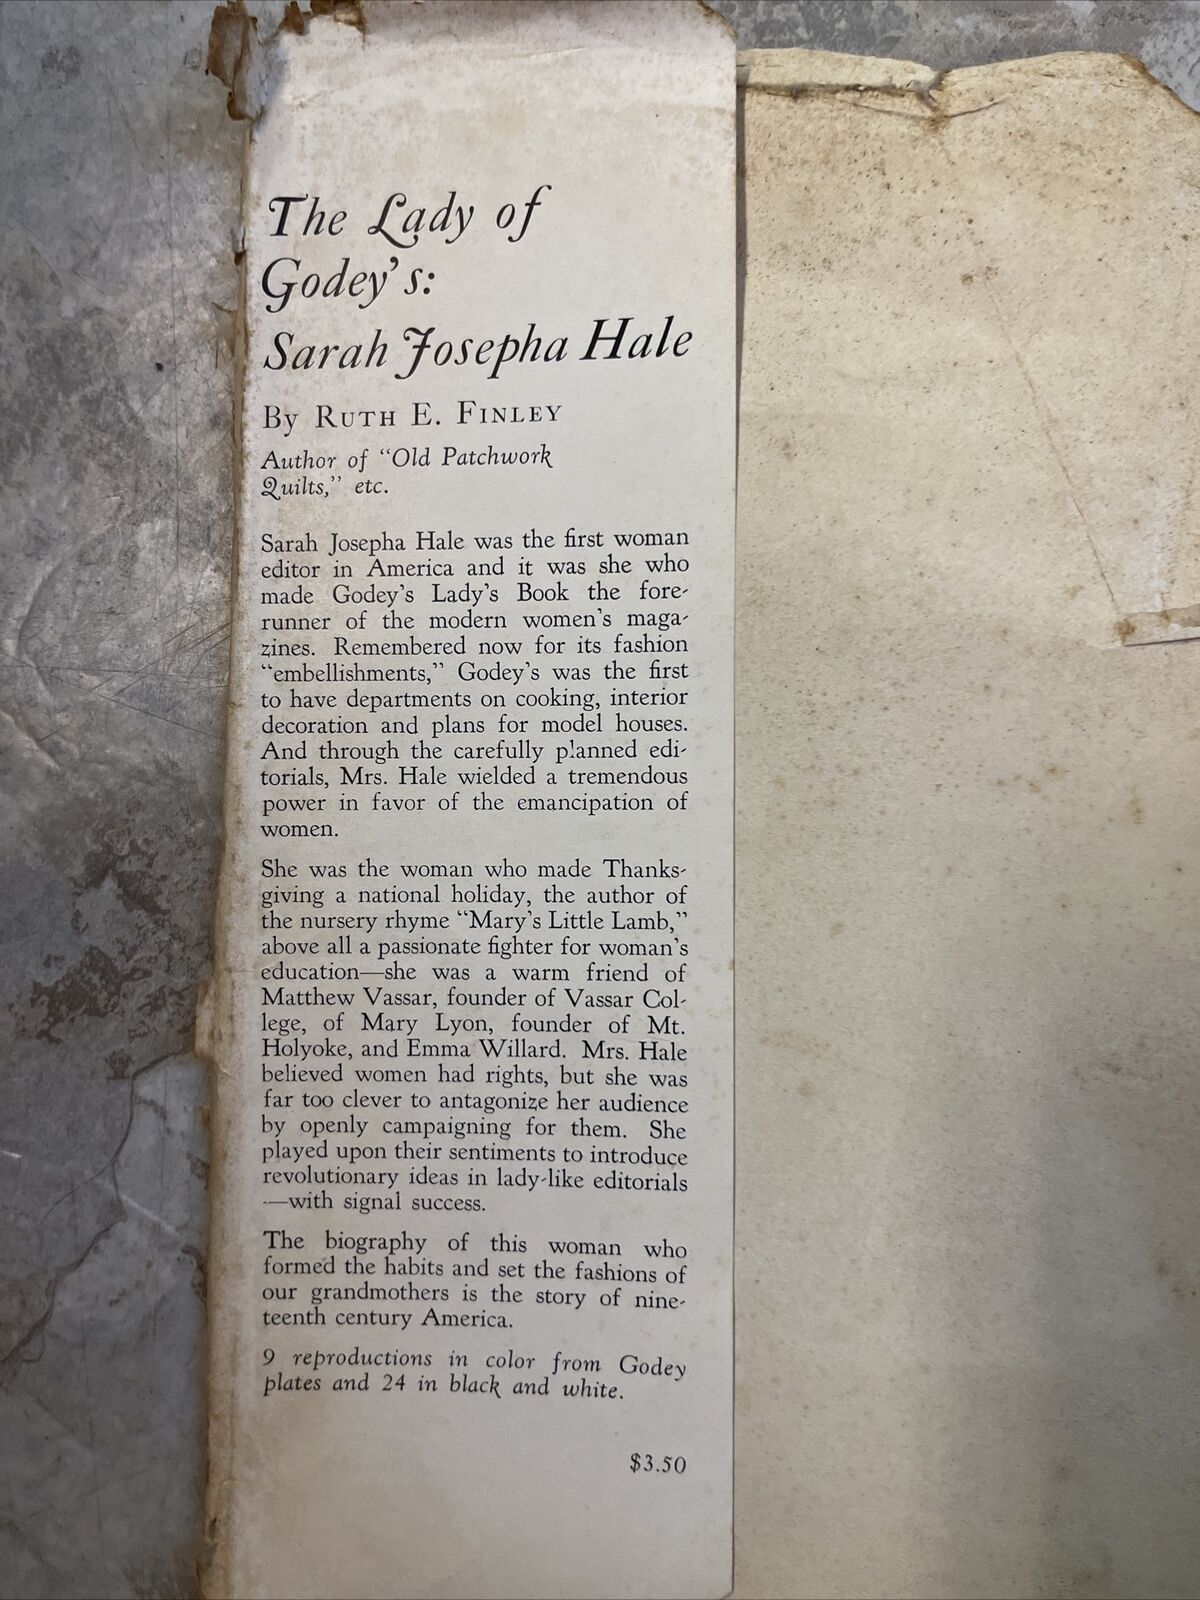 The Lady of
Godey's:
Sarah Josepha Hale
By RUTH E. FINLEY
Author of "Old Patchwork
Quilts," etc.
Sarah Josepha Hale was the first woman
editor in America and it was she who
made Godey's Lady's Book the fore-
runner of the modern women's maga-
zines. Remembered now for its fashion
"embellishments," Godey's was the first
to have departments on cooking, interior
decoration and plans for model houses.
And through the carefully planned edi-
torials, Mrs. Hale wielded a tremendous
power in favor of the emancipation of
women.
She was the woman who made Thanks-
giving a national holiday, the author of
the nursery rhyme "Mary's Little Lamb,"
above all a passionate fighter for woman's
education—she was a warm friend of
Matthew Vassar, founder of Vassar Col-
lege, of Mary Lyon, founder of Mt.
Holyoke, and Emma Willard. Mrs. Hale
believed women had rights, but she was
far too clever to antagonize her audience
by openly campaigning for them. She
played upon their sentiments to introduce
revolutionary ideas in lady-like editorials
—with signal success.
The biography of this woman who
formed the habits and set the fashions of
our grandmothers is the story of nine-
teenth century America.
9 reproductions in color from Godey
plates and 24 in black and white.
$3.50